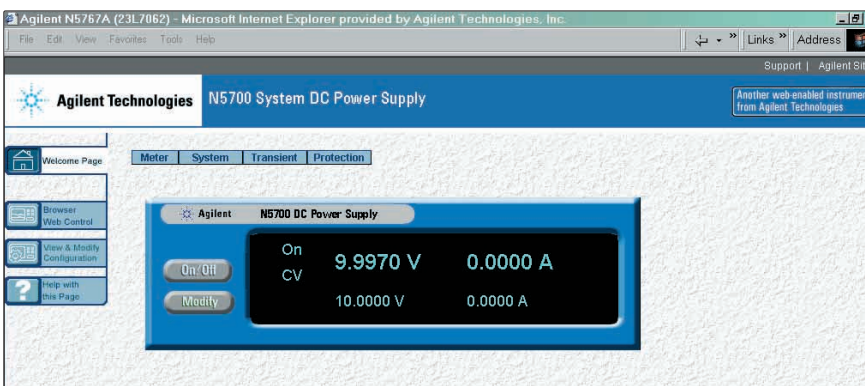 Agilent N5767A (23L7062) - Microsoft Internet Explorer provided by Agilent Technologies, Inc.
File Edit View Favorites Tools Help
Links » Address
Support | Agilent Sit
Agilent Technologies
N5700 System DC Power Supply
Another web-enabled instrumen
from Agilent Technologies
Welcome Page
Meter System Transient Protection
Browser
Web Control
View & Modify
Configuration
Help with
this Page
Agilent N5700 DC Power Supply
On/Off
Modify
On
CV
9.9970 V 0.0000 A
10.0000 V 0.0000 A